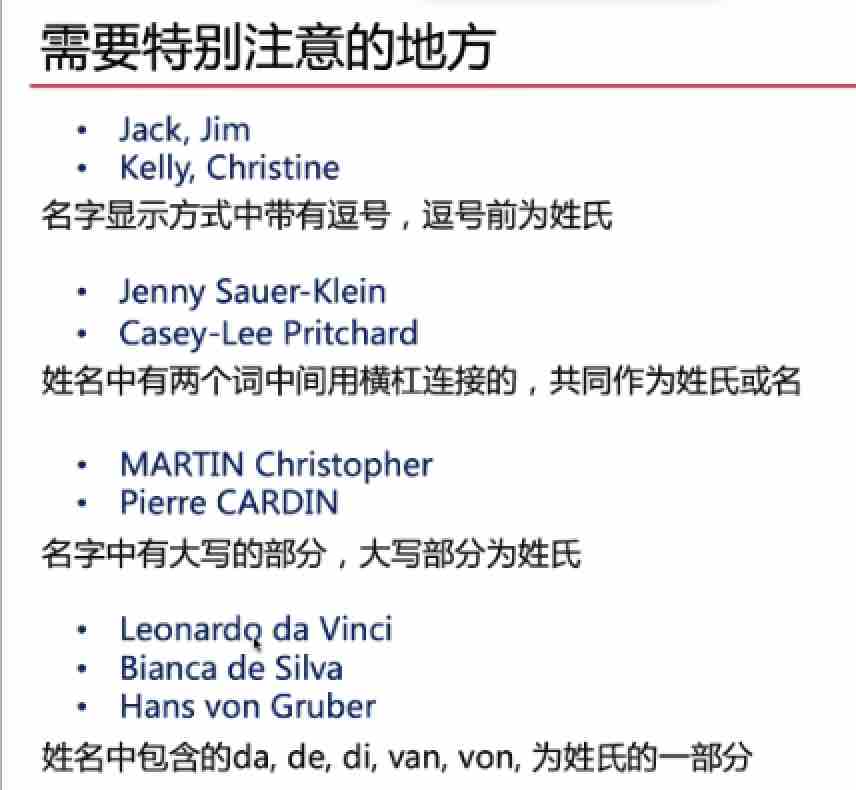 需要特别注意的地方
• Jack, Jim
• Kelly, Christine
名字显示方式中带有逗号，逗号前为姓氏
• Jenny Sauer-Klein
• Casey-Lee Pritchard
姓名中有两个词中间用横杠连接的，共同作为姓氏或名
• MARTIN Christopher
• Pierre CARDIN
名字中有大写的部分，大写部分为姓氏
• Leonardo da Vinci
• Bianca de Silva
• Hans von Gruber
姓名中包含的da, de, di, van, von, 为姓氏的一部分